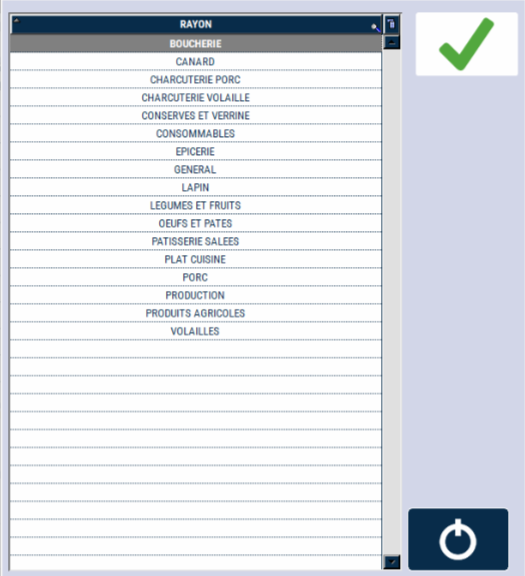 RAYON
BOUCHERIE
CANARD
CHARCUTERIE PORC
CHARCUTERIE VOLAILLE
CONSERVES ET VERRINE
CONSOMMABLES
EPICERIE
GENERAL
LAPIN
LEGUMES ET FRUITS
OEUFS ET PATES
PATISSERIE SALEES
PLAT CUISINE
PORC
PRODUCTION
PRODUITS AGRICOLES
VOLAILLES